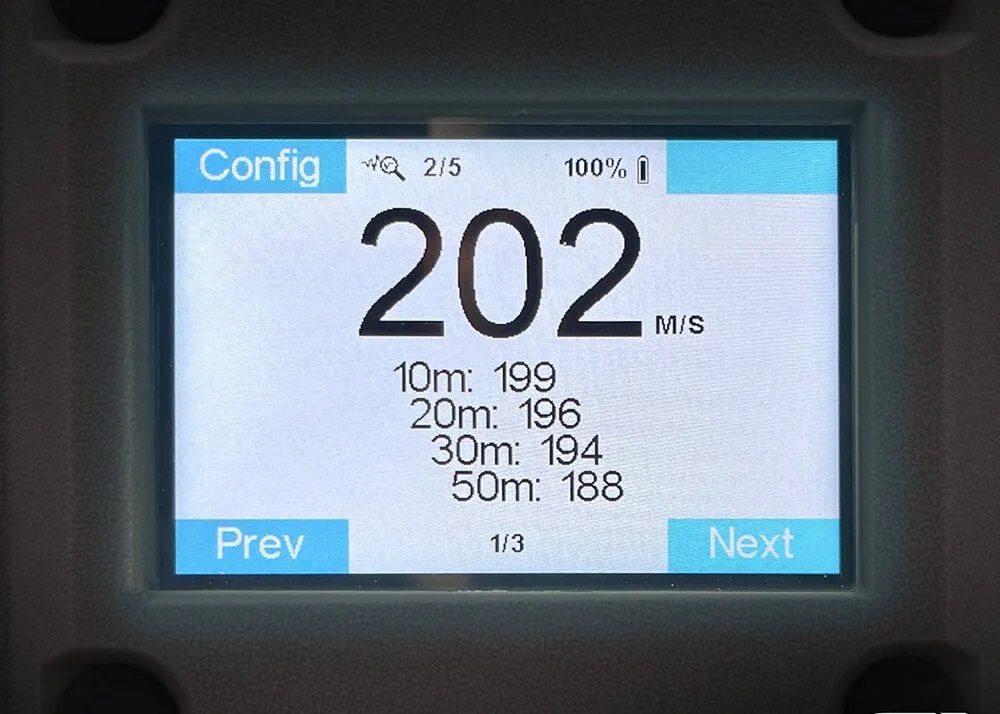 Config 2/5 100%
202 M/S
10m: 199
20m: 196
30m: 194
50m: 188
Prev 1/3 Next